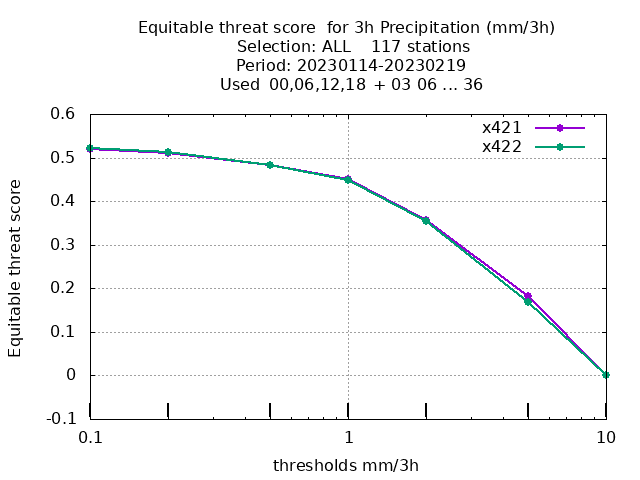 Equitable threat score  for 3h Precipitation (mm/3h)
Selection: ALL    117 stations
Period: 20230114-20230219
Used  00,06,12,18  + 03 06 ... 36
x421
x422
0.6
0.5
0.4
0.3
0.2
0.1
0
-0.1
Equitable threat score
0.1
1
10
thresholds mm/3h